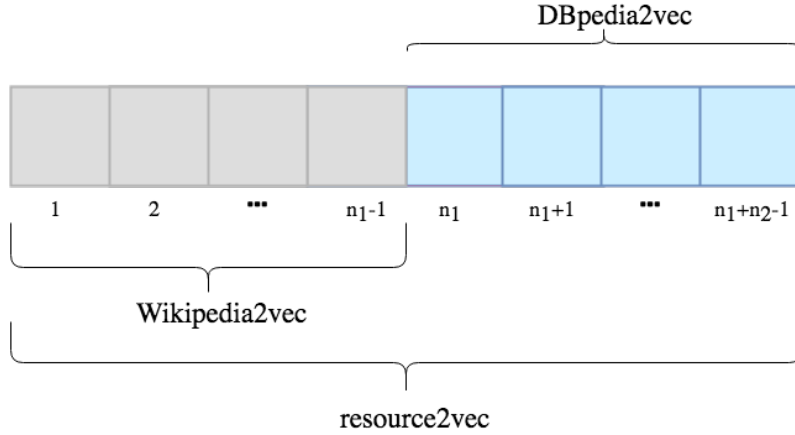 DBpedia2vec
1 2 ... n1-1 n1 n1+1 ... n1+n2-1
Wikipedia2vec
resource2vec